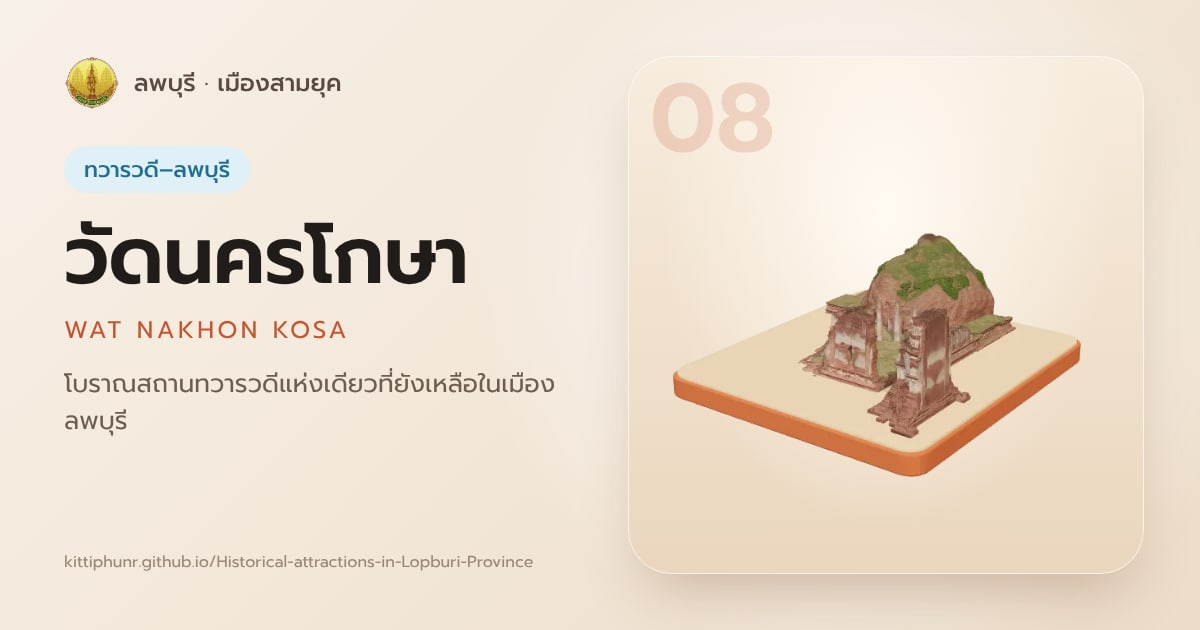 ลพบุรี · เมืองสามยุค
ทวารวดี–ลพบุรี
วัดนครโกษา
WAT NAKHON KOSA
โบราณสถานทวารวดีแห่งเดียวที่ยังเหลือในเมือง
ลพบุรี
kittiphunr.github.io/Historical-attractions-in-Lopburi-Province
08